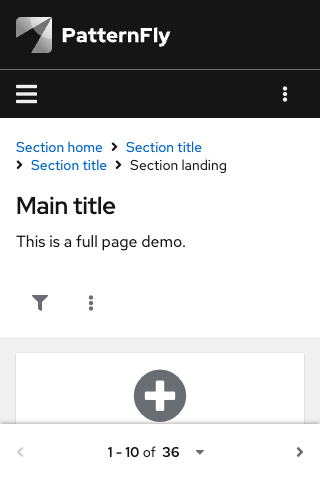 PatternFly
Section home Section title
Section title Section landing
Main title
This is a full page demo.
1 - 10 of 36